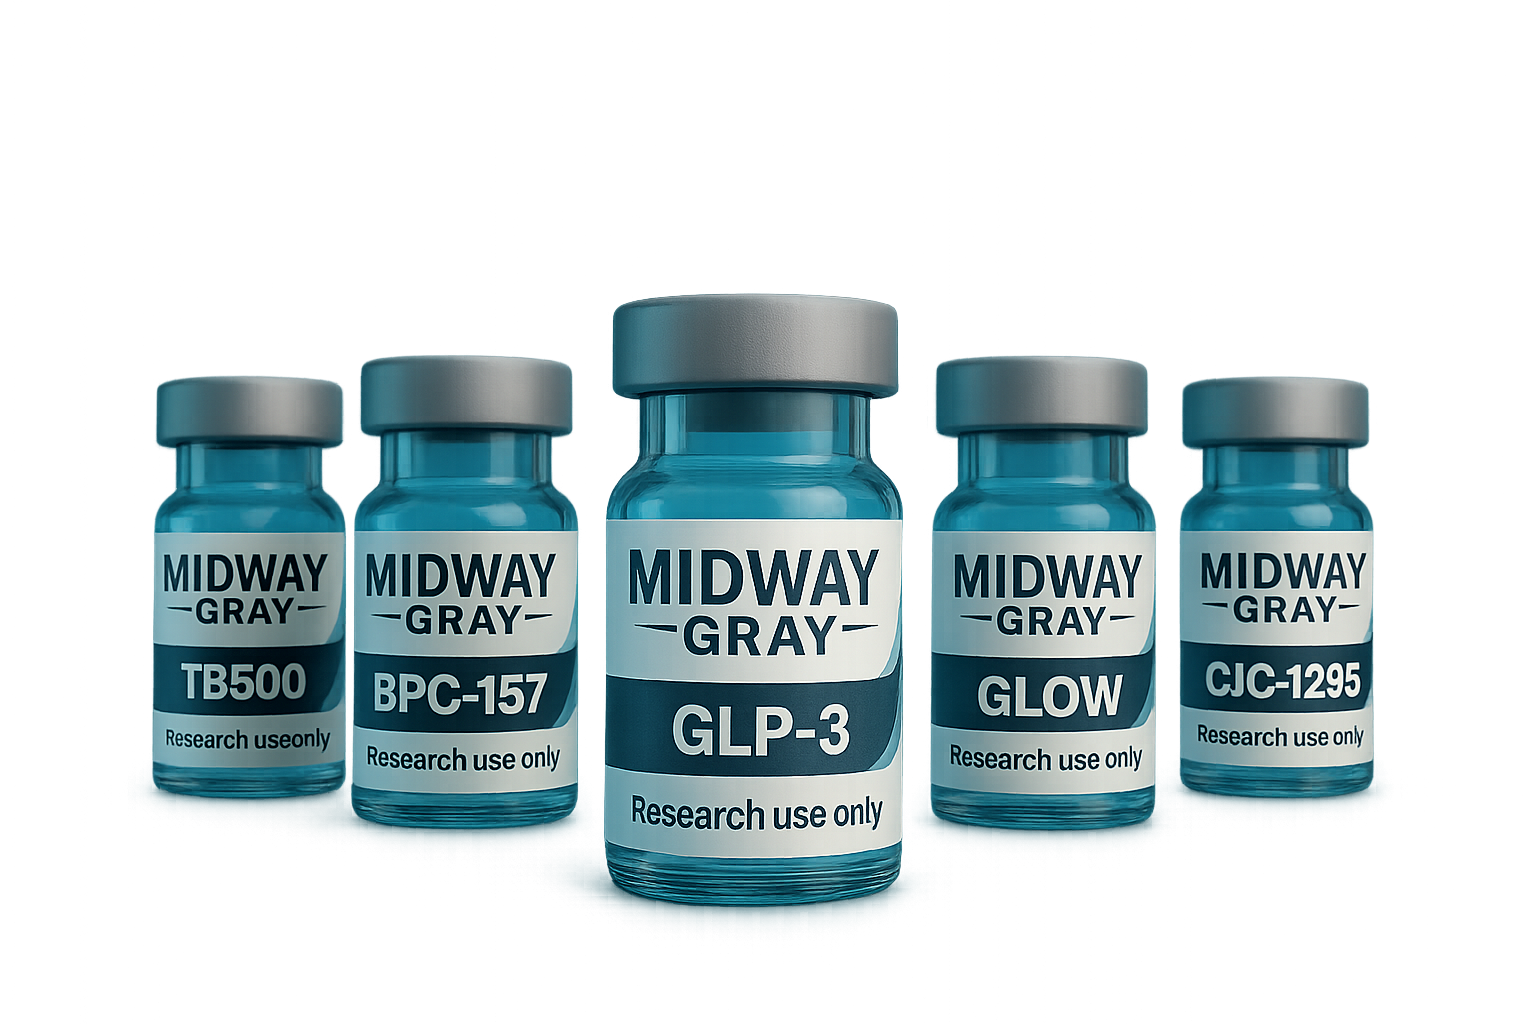 MIDWAY
GRAY
TB500
Research useonly
MIDWAY
GRAY
BPC-157
Research use only
MIDWAY
GRAY
GLP-3
Research use only
MIDWAY
GRAY
GLOW
Research use only
MIDWAY
GRAY
CJC-1295
Research use only